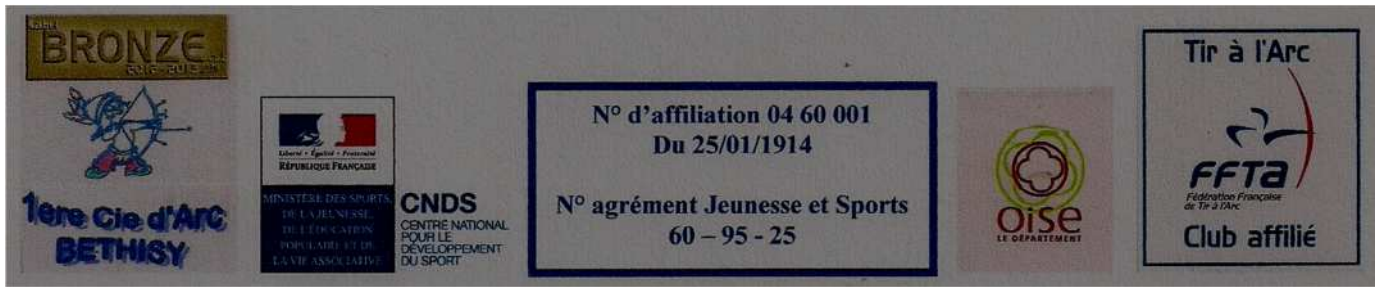 Label
BRONZE
1ere Cie d'Arc
BETHISY
Liberté • Égalité • Fraternité
RÉPUBLIQUE FRANÇAISE
MINISTÈRE DES SPORTS,
DE LA JEUNESSE,
DE L'ÉDUCATION
POPULAIRE ET DE
LA VIE ASSOCIATIVE
CNDS
CENTRE NATIONAL
POUR LE
DÉVELOPPEMENT
DU SPORT
N° d'affiliation 04 60 001
Du 25/01/1914
N° agrément Jeunesse et Sports
60 – 95 - 25
Oise
LE DÉPARTEMENT
Tir à l'Arc
FFTA
Fédération Française
de Tir à l'Arc
Club affilié